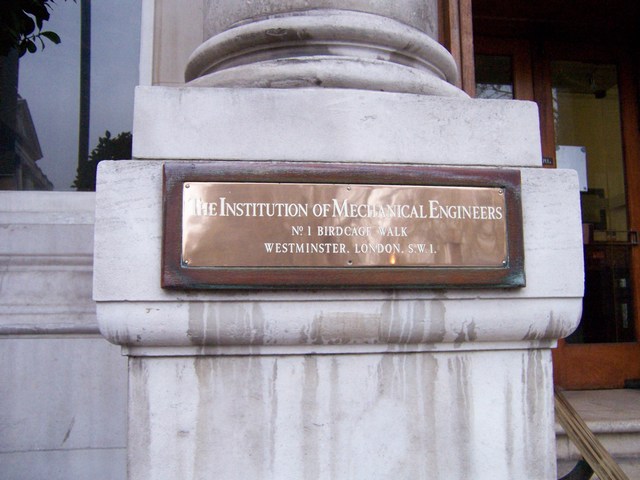 THE INSTITUTION OF MECHANICAL ENGINEERS
Nº 1 BIRDCAGE WALK
WESTMINSTER. LONDON. S.W.1.